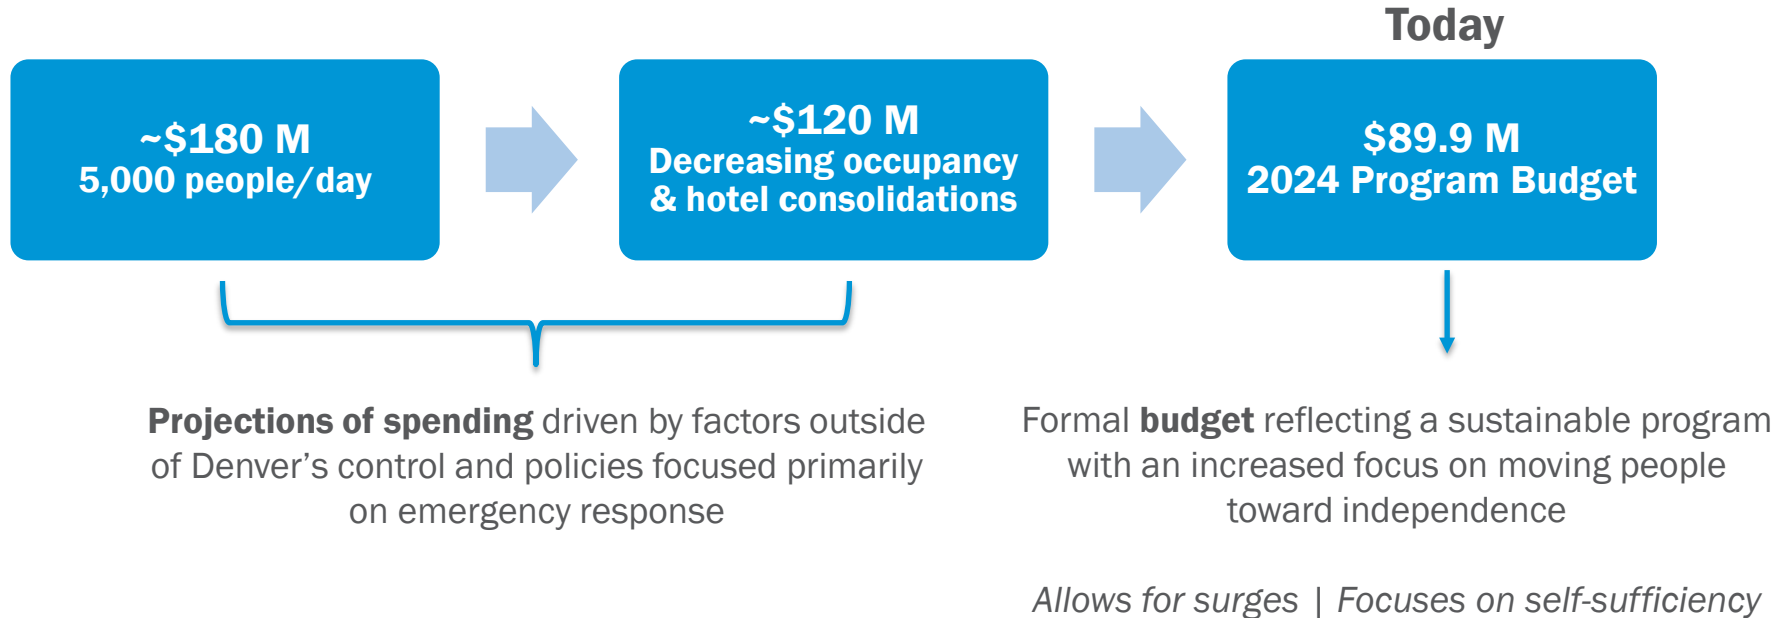 Today
~$180 M
5,000 people/day
~$120 M
Decreasing occupancy
& hotel consolidations
$89.9 M
2024 Program Budget
Projections of spending driven by factors outside
of Denver’s control and policies focused primarily
on emergency response
Formal budget reflecting a sustainable program
with an increased focus on moving people
toward independence
Allows for surges | Focuses on self-sufficiency